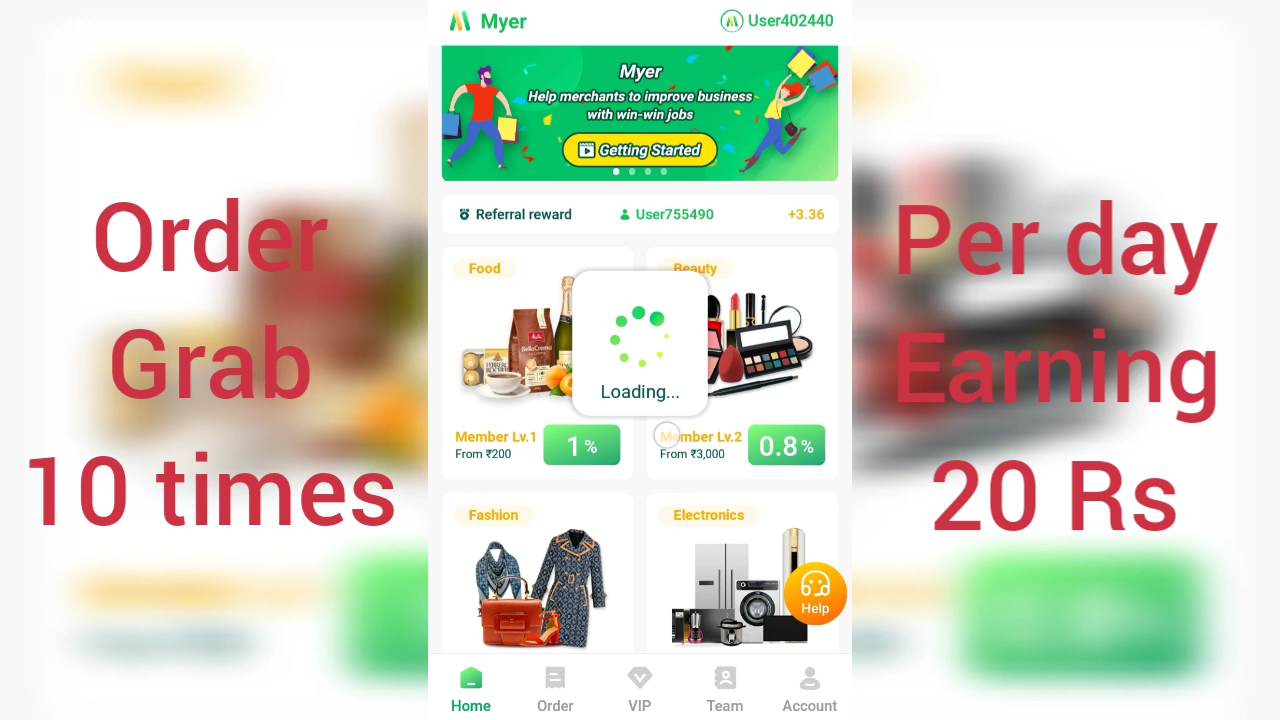 Myer
User402440
Myer
Help merchants to improve business
with win-win jobs
Getting Started
Referral reward
User755490
+3.36
Food
Beauty
Loading...
Member Lv.1
From ₹200
1 %
Member Lv.2
From ₹3,000
0.8 %
Fashion
Electronics
Help
Home
Order
VIP
Team
Account
Order
Grab
10 times
Per day
Earning
20 Rs